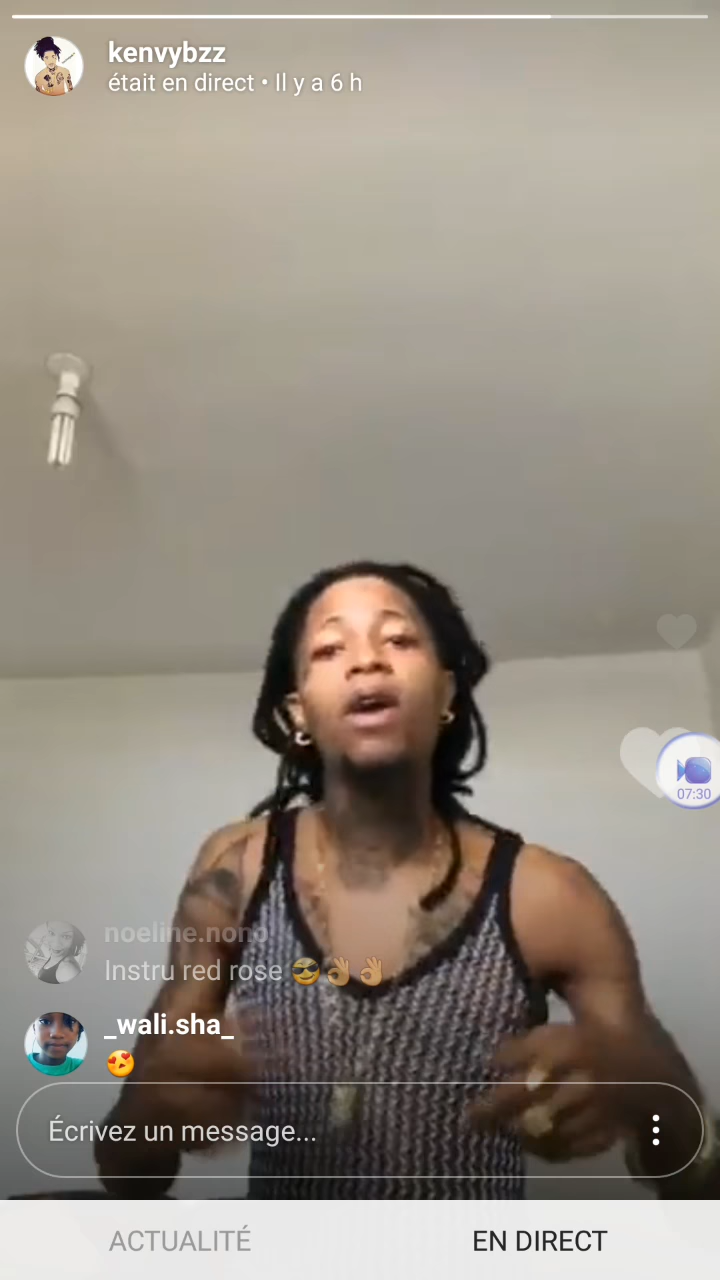 kenvybzz
était en direct • Il y a 6 h
07:30
noeline.nono
Instru red rose 😎👌👌
_wali.sha_
😍
Écrivez un message...
ACTUALITÉ
EN DIRECT